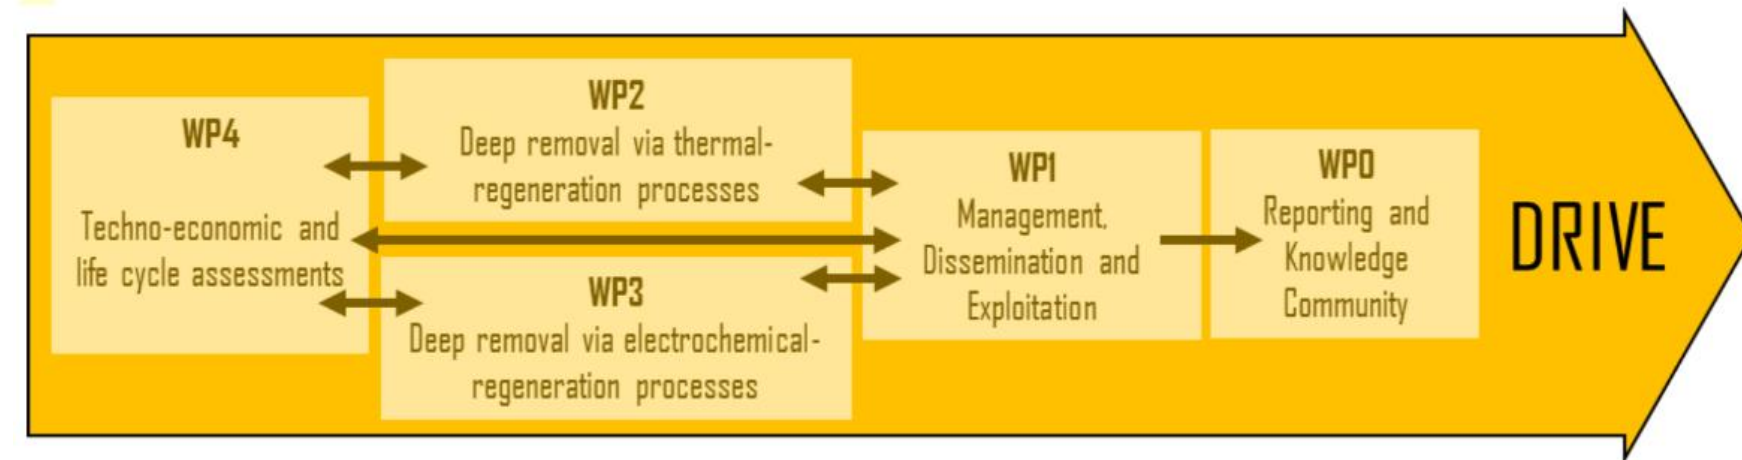 WP4
Techno-economic and
life cycle assessments
WP2
Deep removal via thermal-
regeneration processes
WP3
Deep removal via electrochemical-
regeneration processes
WP1
Management,
Dissemination and
Exploitation
WP0
Reporting and
Knowledge
Community
DRIVE